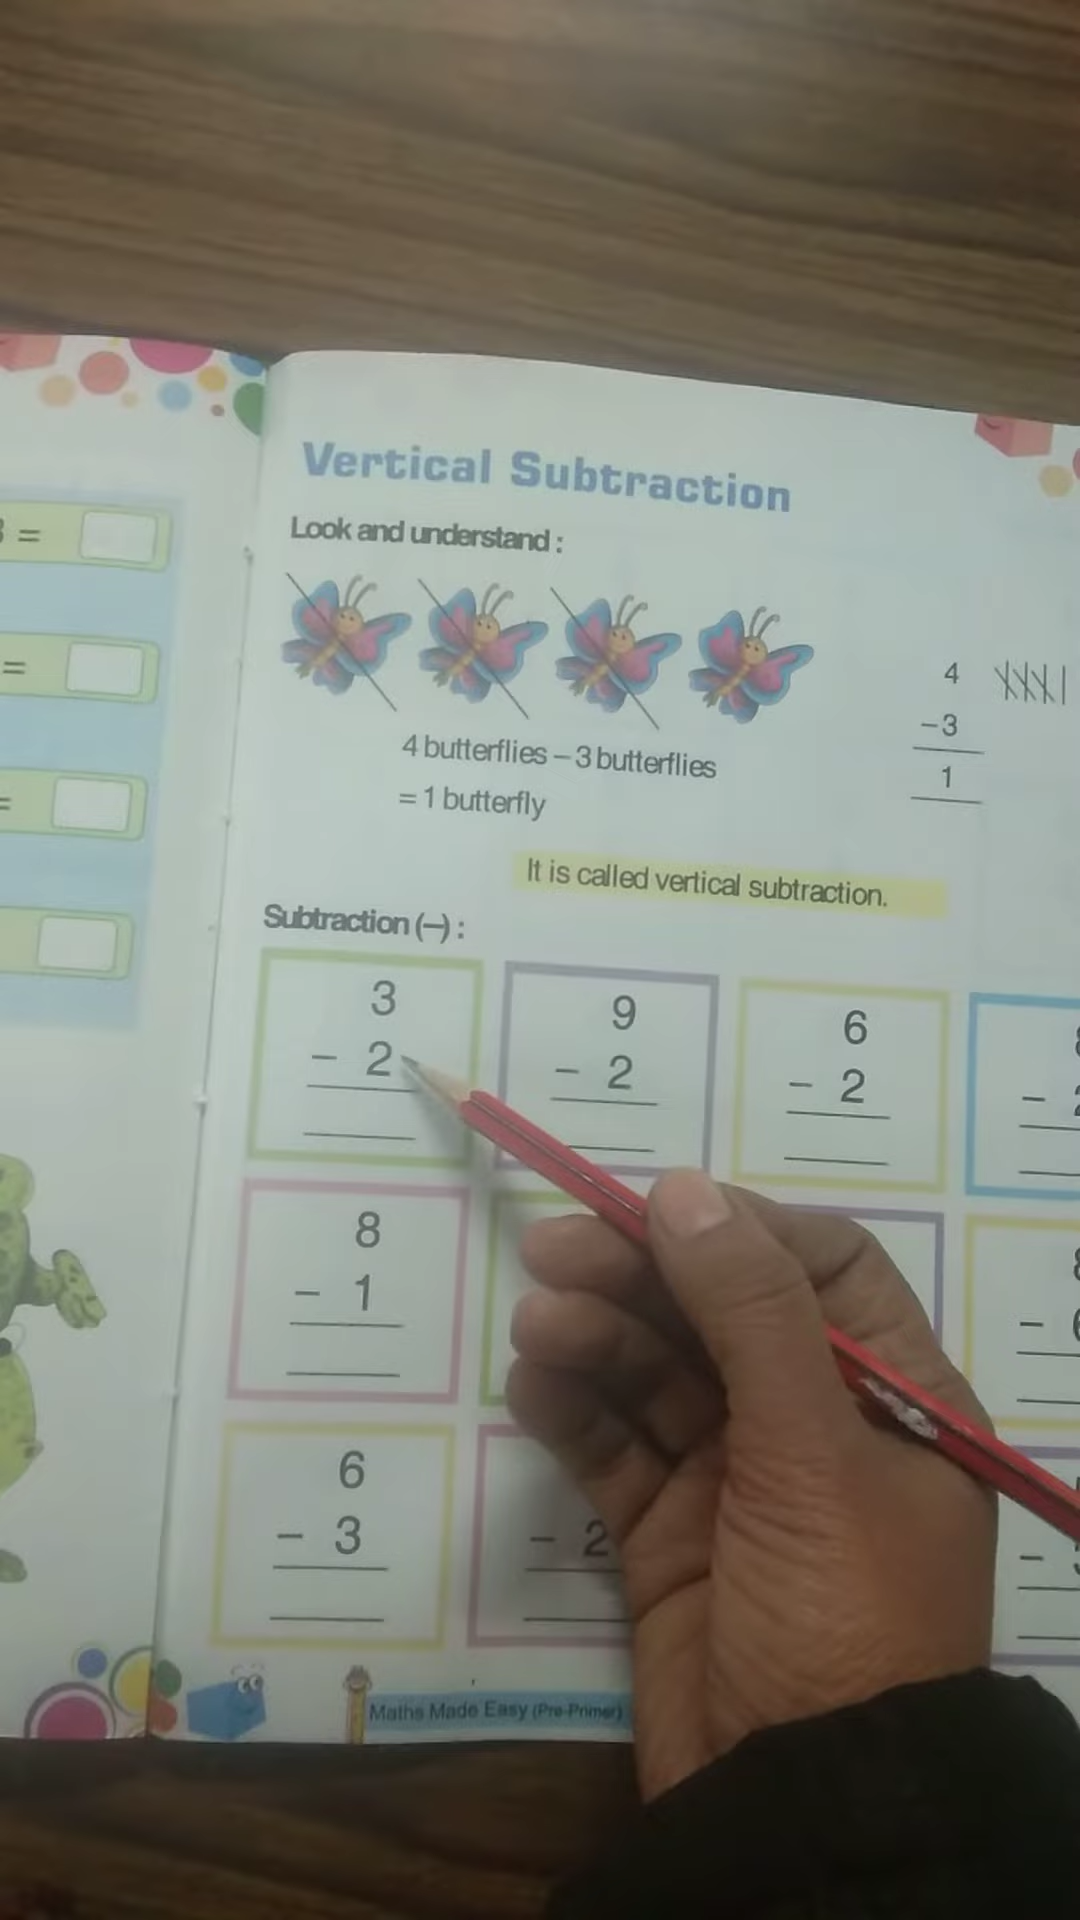 Vertical Subtraction
Look and understand :
4
-3
1
4 butterflies – 3 butterflies
= 1 butterfly
It is called vertical subtraction.
Subtraction (–) :
3
- 2
9
- 2
6
- 2
-
8
- 1
-
6
- 3
- 2
-
=
=
=
Maths Made Easy (Pre-Primer)